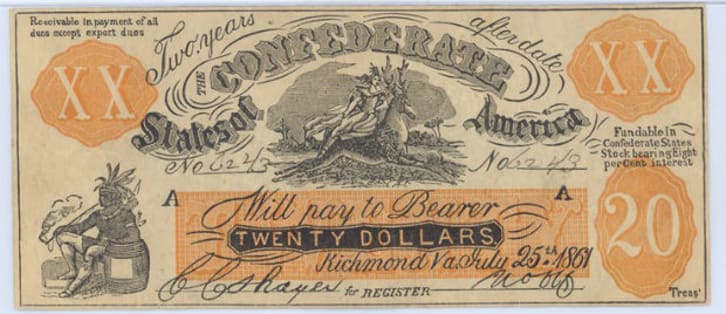 Receivable in payment of all
dues except export dues
Two years
after date
THE CONFEDERATE
States of
America
XX
XX
No 6243
No 6243
Fundable in
Confederate States
Stock bearing Eight
per Cent interest
A
A
Will pay to Bearer
TWENTY DOLLARS.
Richmond Va. July 25th 1861
20
for REGISTER
Treasr